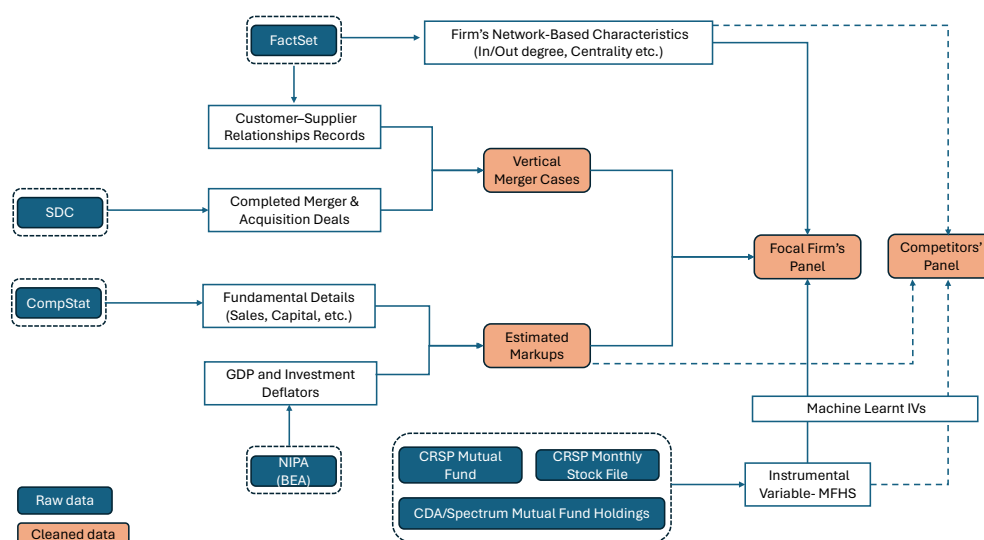 FactSet
Firm's Network-Based Characteristics
(In/Out degree, Centrality etc.)
Customer–Supplier
Relationships Records
Vertical
Merger Cases
SDC
Completed Merger &
Acquisition Deals
Focal Firm's
Panel
Competitors'
Panel
CompStat
Fundamental Details
(Sales, Capital, etc.)
Estimated
Markups
GDP and Investment
Deflators
Machine Learnt IVs
NIPA
(BEA)
CRSP Mutual
Fund
CRSP Monthly
Stock File
CDA/Spectrum Mutual Fund Holdings
Instrumental
Variable- MFHS
Raw data
Cleaned data